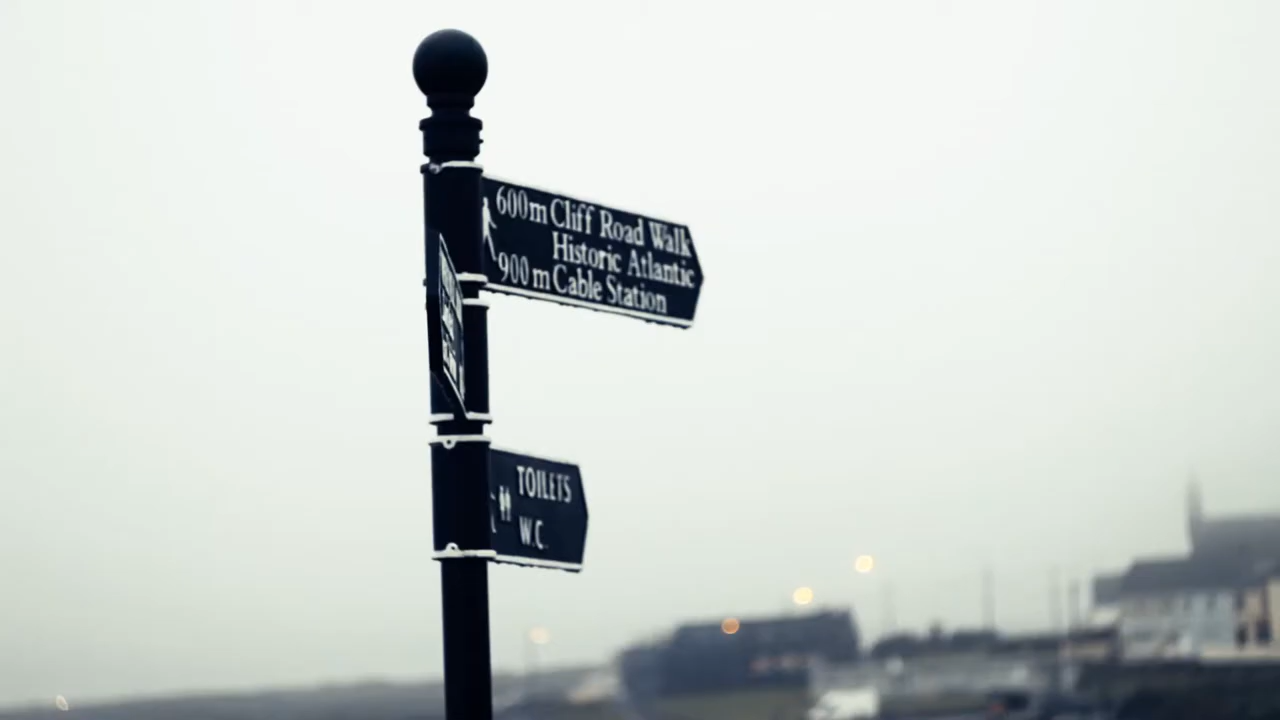 600m Cliff Road Walk
Historic Atlantic
900m Cable Station
TOILETS
W.C.